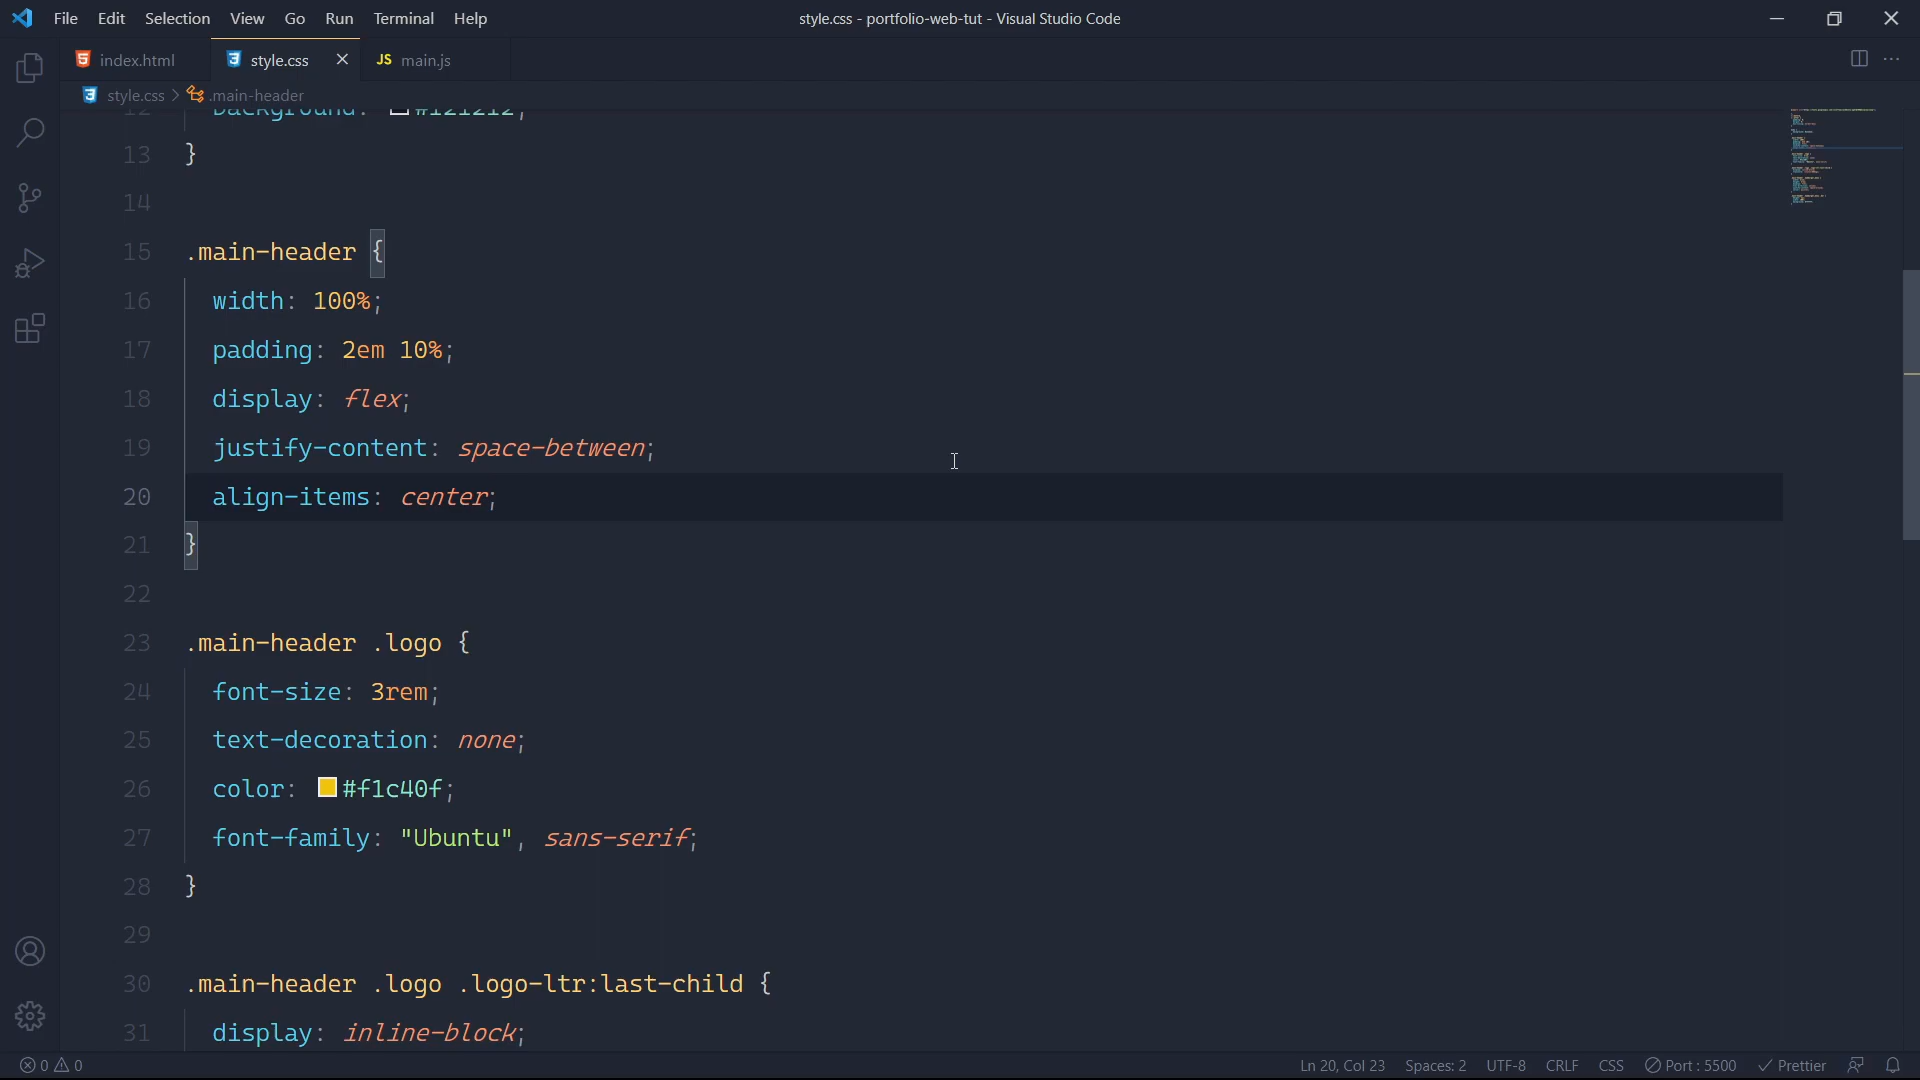 File Edit Selection View Go Run Terminal Help style.css - portfolio-web-tut - Visual Studio Code
index.html style.css JS main.js
style.css > .main-header
12 background: #121212;
13 }
14
15 .main-header {
16 width: 100%;
17 padding: 2em 10%;
18 display: flex;
19 justify-content: space-between;
20 align-items: center;
21 }
22
23 .main-header .logo {
24 font-size: 3rem;
25 text-decoration: none;
26 color: #f1c40f;
27 font-family: "Ubuntu", sans-serif;
28 }
29
30 .main-header .logo .logo-ltr:last-child {
31 display: inline-block;
0 0 Ln 20, Col 23 Spaces: 2 UTF-8 CRLF CSS Port : 5500 Prettier